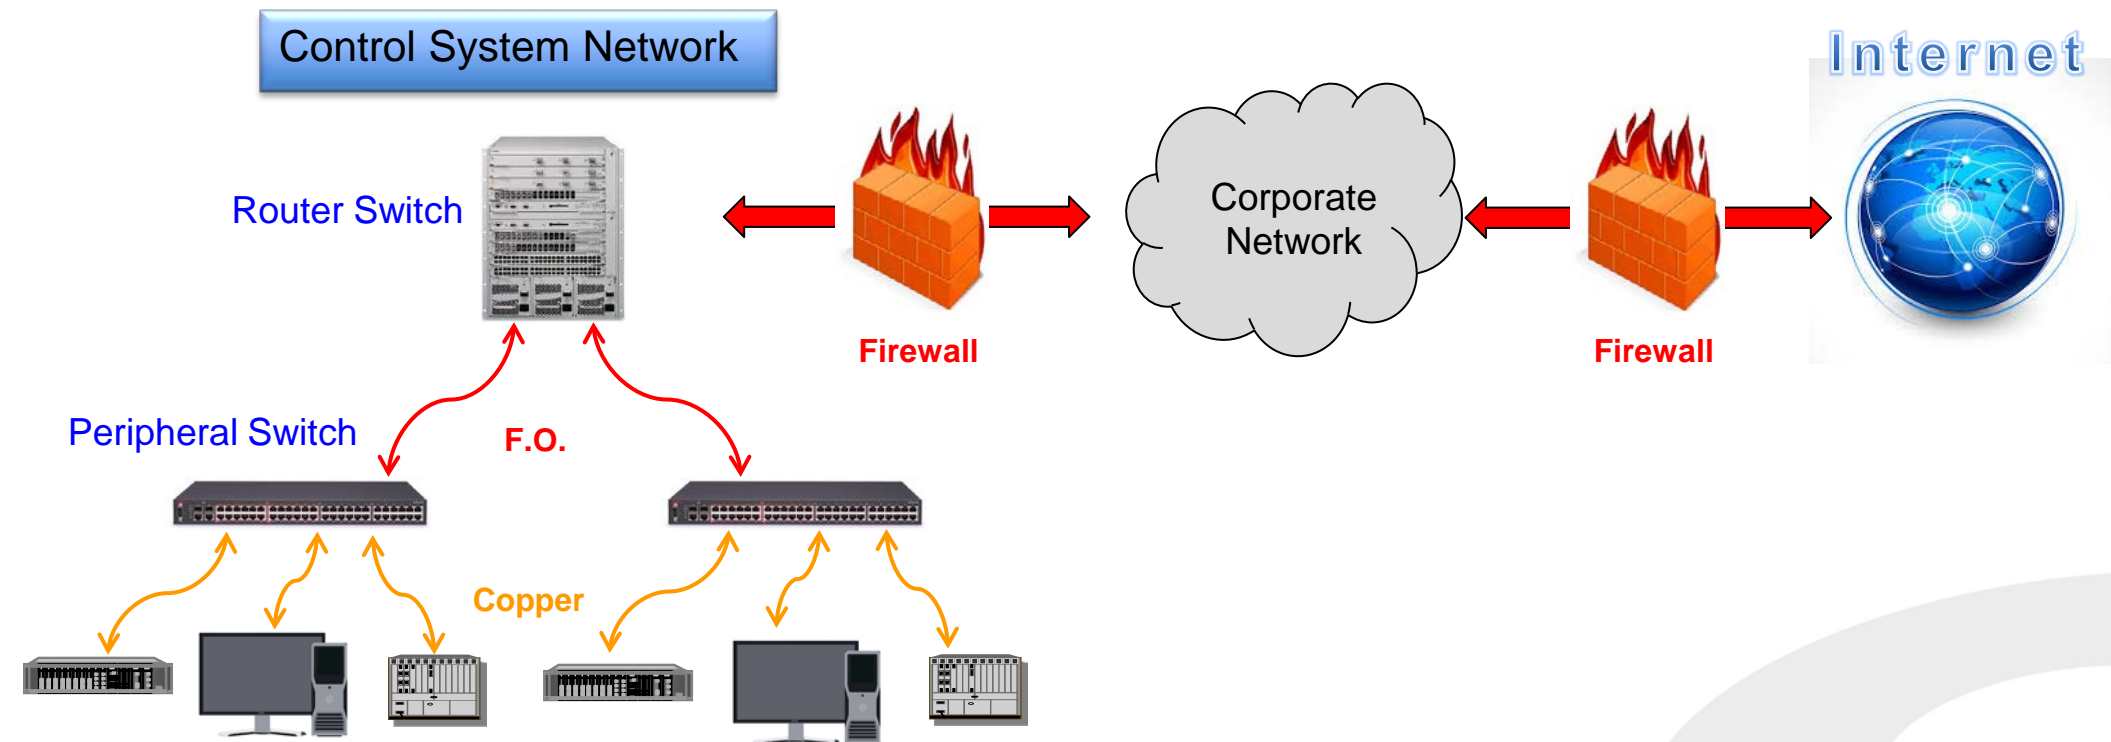 Control System Network
Internet
Router Switch
Corporate
Network
Firewall
Firewall
Peripheral Switch
F.O.
Copper